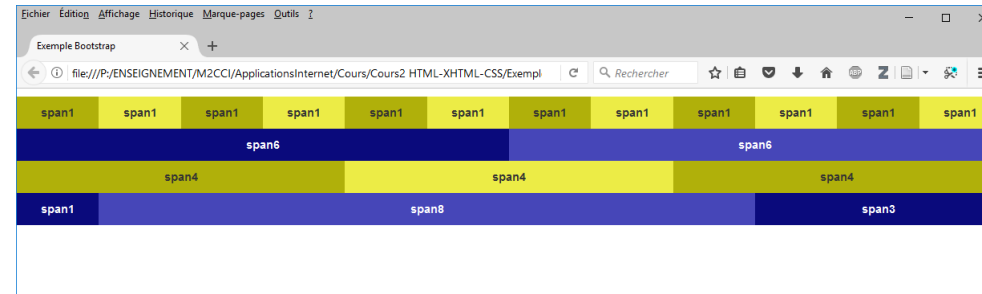 Fichier Édition Affichage Historique Marque-pages Outils ?
Exemple Bootstrap
file:///P:/ENSEIGNEMENT/M2CCI/ApplicationsInternet/Cours/Cours2 HTML-XHTML-CSS/Exempl Rechercher ABP Z
span1 span1 span1 span1 span1 span1 span1 span1 span1 span1 span1 span1
span6 span6
span4 span4 span4
span1 span8 span3